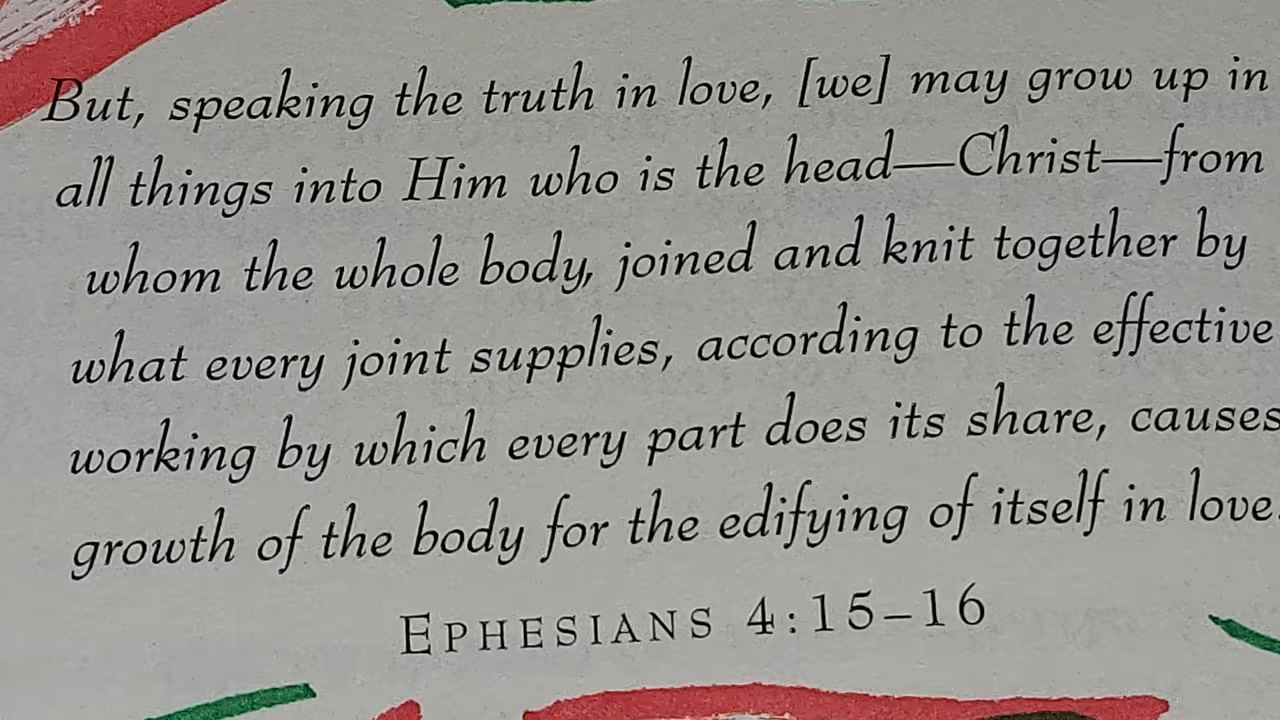 But, speaking the truth in love, [we] may grow up in
all things into Him who is the head—Christ—from
whom the whole body, joined and knit together by
what every joint supplies, according to the effective
working by which every part does its share, causes
growth of the body for the edifying of itself in love.
EPHESIANS 4:15–16